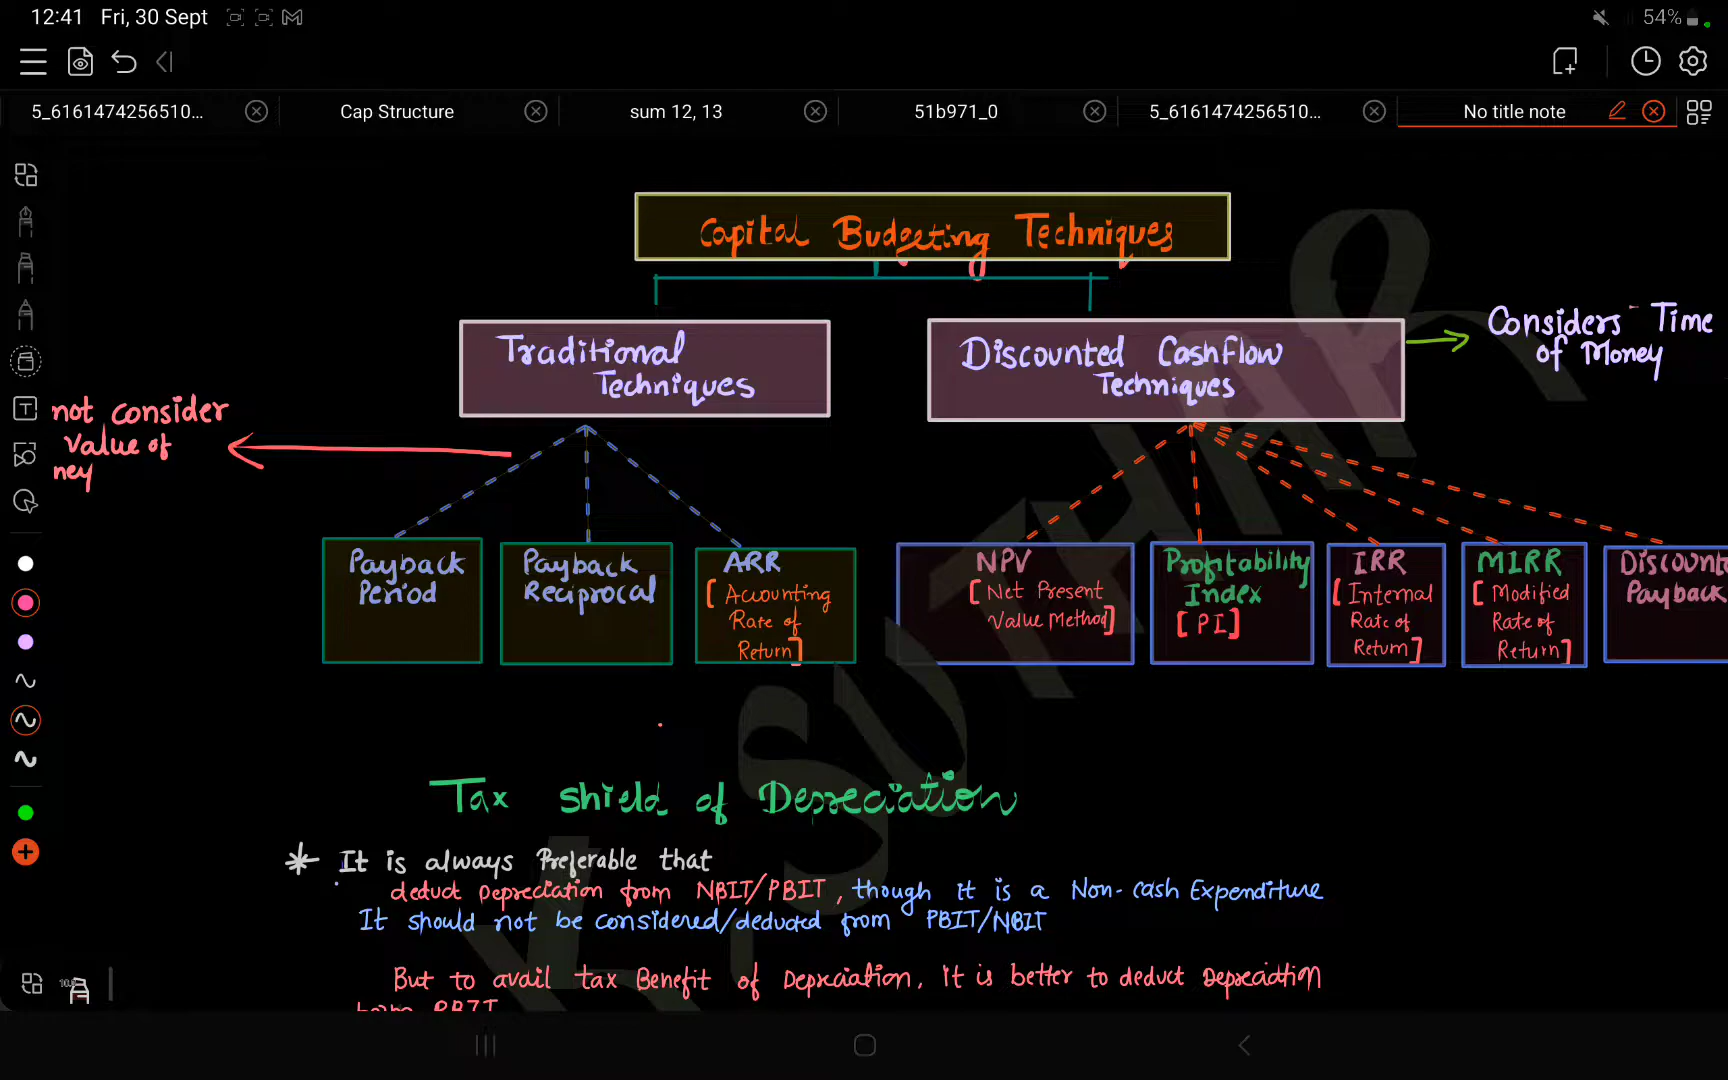 12:41 Fri, 30 Sept
54%
5_6161474256510...
Cap Structure
sum 12, 13
51b971_0
5_6161474256510...
No title note
Capital Budgeting Techniques
Traditional
Techniques
Discounted Cashflow
Techniques
Considers Time
of Money
not consider
value of
ney
Payback
Period
Payback
Reciprocal
ARR
[ Accounting
Rate of
Return]
NPV
[ Net Present
Value Method]
Profitability
Index
[ PI ]
IRR
[ Internal
Rate of
Return ]
MIRR
[ Modified
Rate of
Return ]
Discounte
Payback
K SUTHAR
Tax Shield of Depreciation
* It is always Preferable that
deduct Depreciation from NBIT/PBIT, though it is a Non-cash Expenditure
It should not be considered/deducted from PBIT/NBIT
But to avail tax Benefit of Depreciation, it is better to deduct Depreciation
PBIT